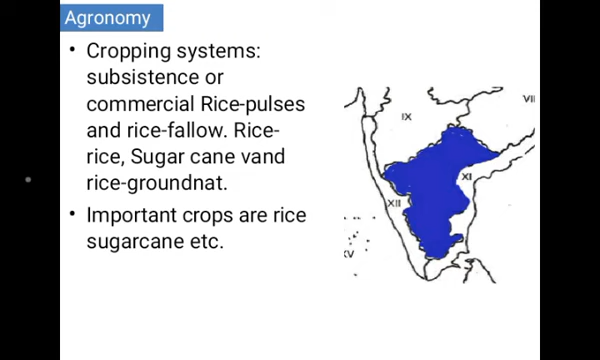 Agronomy
• Cropping systems:
subsistence or
commercial Rice-pulses
and rice-fallow. Rice-
rice, Sugar cane vand
rice-groundnat.
• Important crops are rice
sugarcane etc.
VII
IX
XI
XII
XV